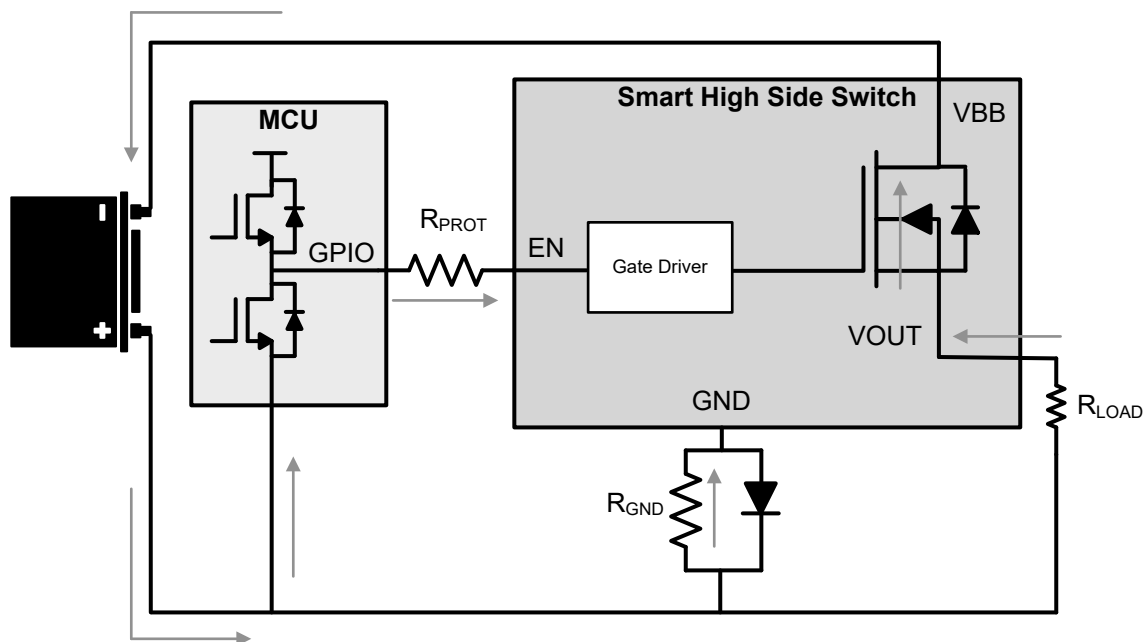 Smart High Side Switch
MCU
VBB
-
GPIO
RPROT
EN
Gate Driver
+
VOUT
GND
RLOAD
RGND